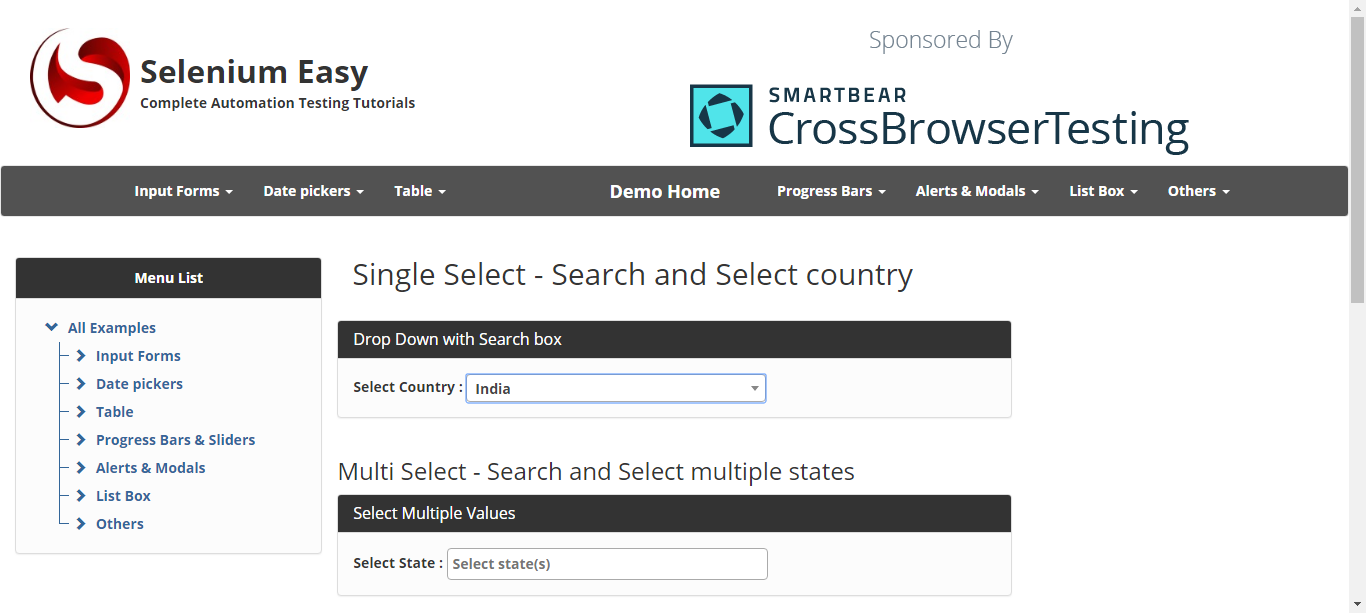 Selenium Easy
Complete Automation Testing Tutorials
Sponsored By
SMARTBEAR
CrossBrowserTesting
Input Forms Date pickers Table Demo Home Progress Bars Alerts & Modals List Box Others
Menu List
All Examples
Input Forms
Date pickers
Table
Progress Bars & Sliders
Alerts & Modals
List Box
Others
Single Select - Search and Select country
Drop Down with Search box
Select Country : India
Multi Select - Search and Select multiple states
Select Multiple Values
Select State : Select state(s)